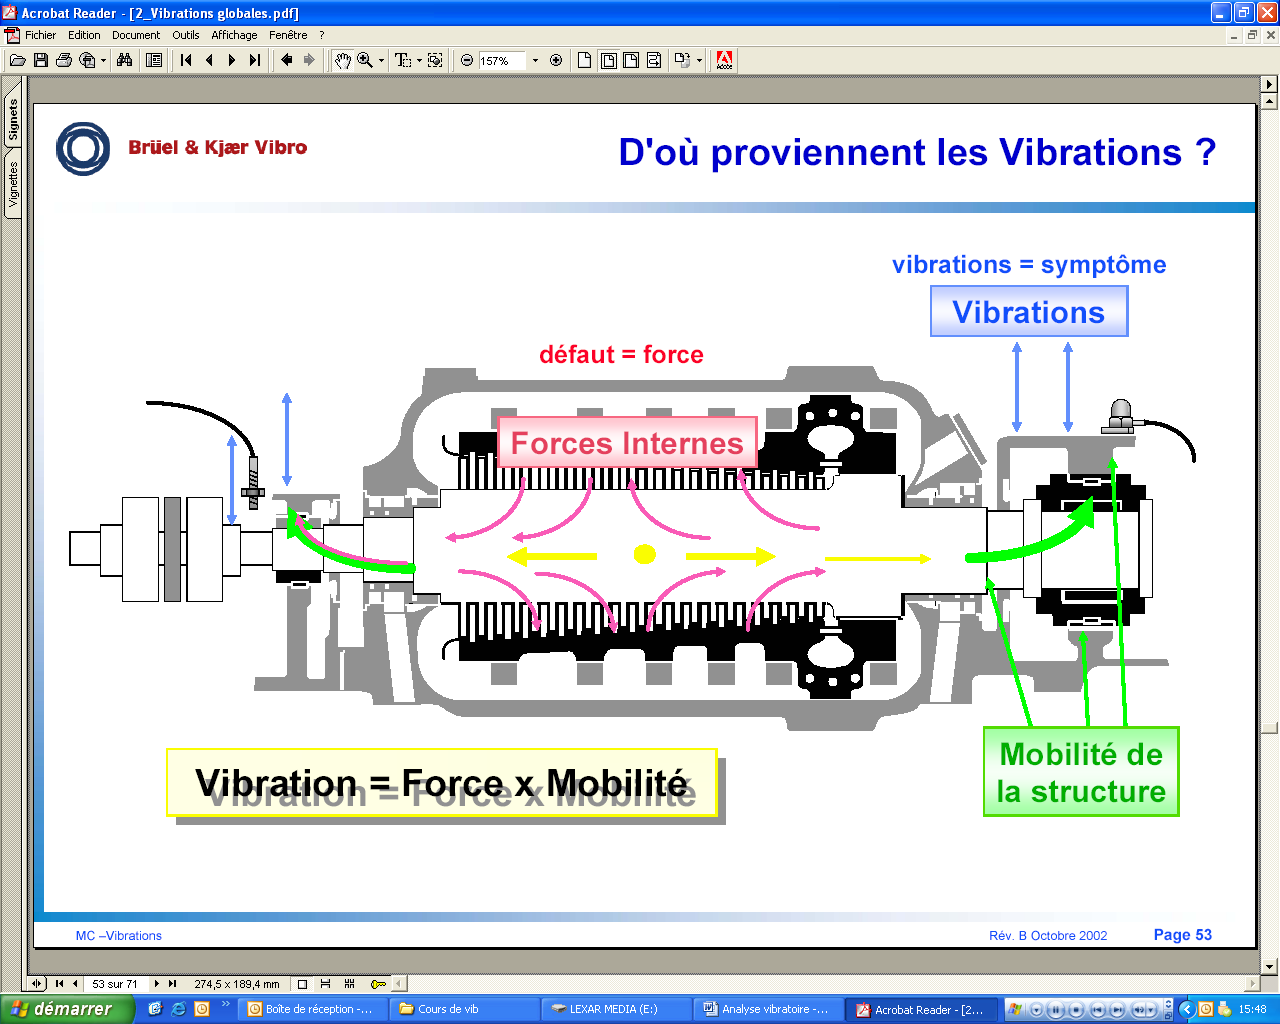 Acrobat Reader - [2_Vibrations globales.pdf]
Fichier Edition Document Outils Affichage Fenêtre ?
157%
Adobe
Signets
Vignettes
Brüel & Kjær Vibro
D'où proviennent les Vibrations ?
vibrations = symptôme
Vibrations
défaut = force
Forces Internes
Mobilité de
la structure
Vibration = Force x Mobilité
MC –Vibrations
Rév. B Octobre 2002
Page 53
53 sur 71
274,5 x 189,4 mm
démarrer
Boîte de réception -...
Cours de vib
LEXAR MEDIA (E:)
Analyse vibratoire -...
Acrobat Reader - [2...
15:48